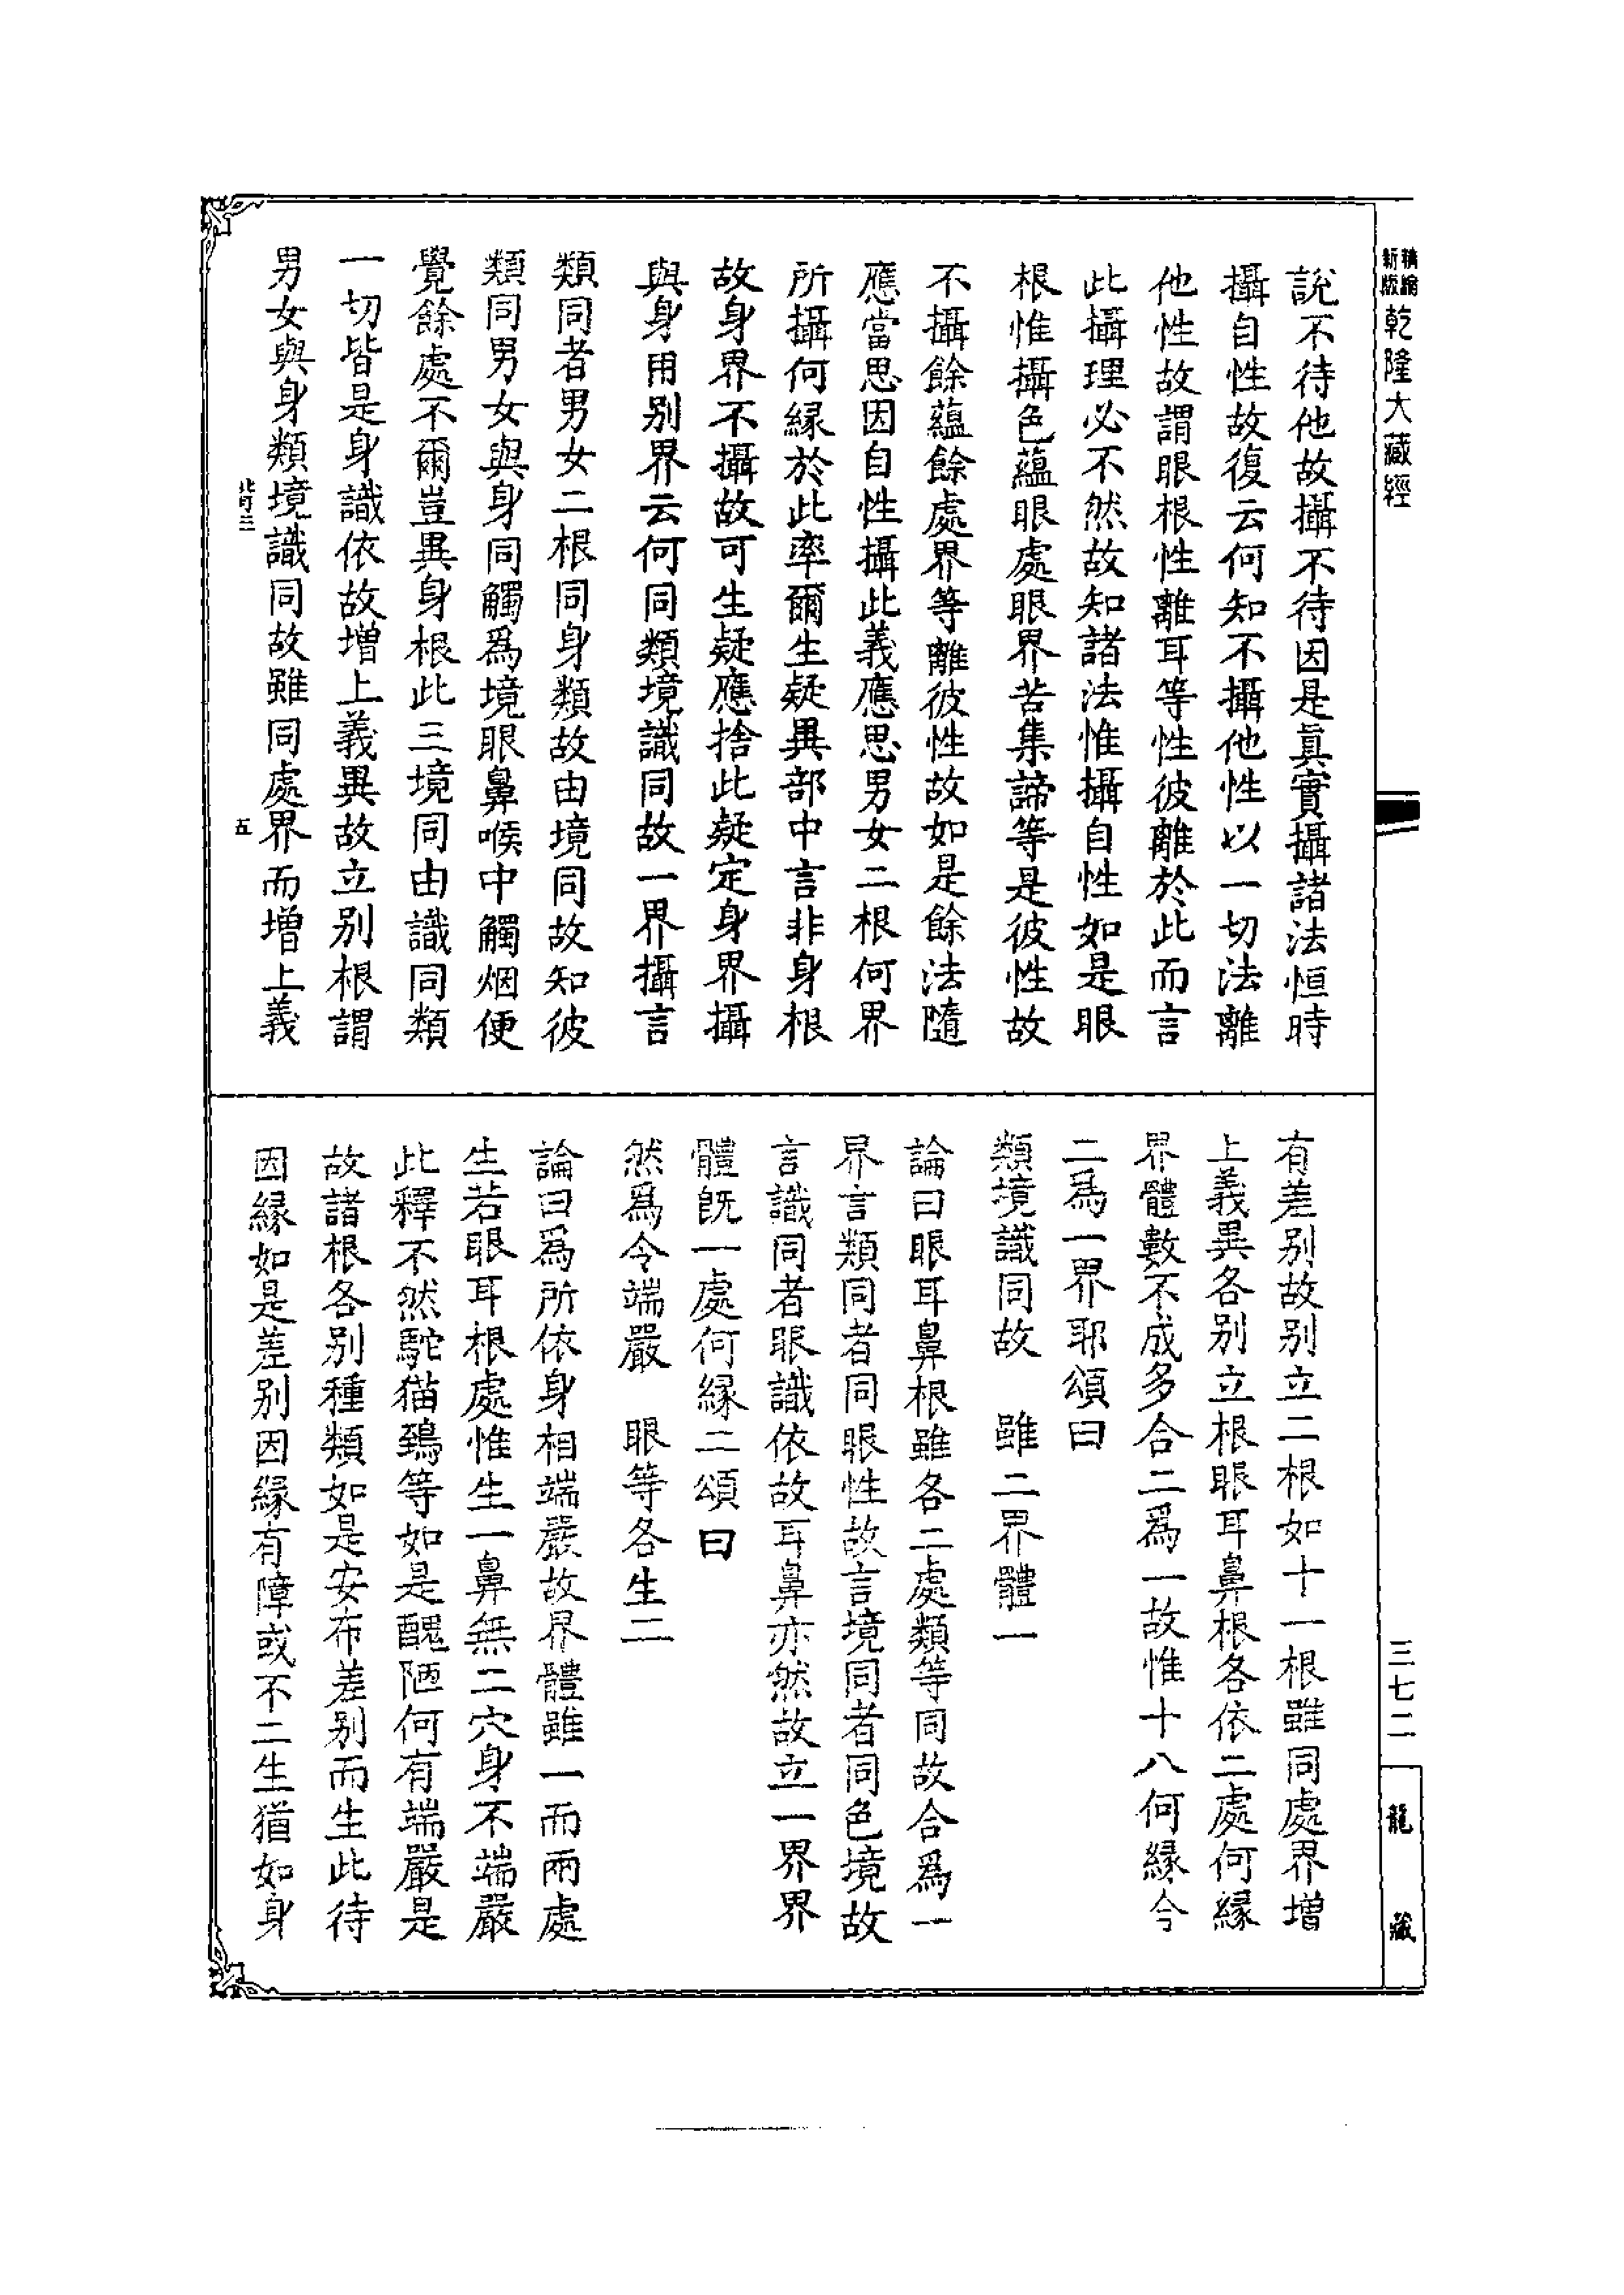 精縮
新版
乾隆大藏經
說不待他故攝不待因是真實攝諸法恒時
攝自性故復云何知不攝他性以一切法離
他性故謂眼根性離耳等性彼離於此而言
此攝理必不然故知諸法惟攝自性如是眼
根惟攝色蘊眼處眼界苦集諦等是彼性故
不攝餘蘊餘處界等離彼性故如是餘法隨
應當思因自性攝此義應思男女二根何界
所攝何緣於此率爾生疑異部中言非身根
故身界不攝故可生疑應捨此疑定身界攝
與身用別界云何同類境識同故一界攝言
類同者男女二根同身類故由境同故知彼
類同男女與身同觸爲境眼鼻喉中觸烟便
覺餘處不爾豈異身根此三境同由識同類
一切皆是身識依故增上義異故立別根謂
男女與身類境識同故雖同處界而增上義
北可三
五
有差別故別立二根如十一根雖同處界增
上義異各別立根眼耳鼻根各依二處何緣
界體數不成多合二爲一故惟十八何緣今
二爲一界耶頌曰
類境識同故　雖二界體一
論曰眼耳鼻根雖各二處類等同故合爲一
界言類同者同眼性故言境同者同色境故
言識同者眼識依故耳鼻亦然故立一界界
體旣一處何緣二頌曰
然爲令端嚴　眼等各生二
論曰爲所依身相端嚴故界體雖一而兩處
生若眼耳根處惟生一鼻無二穴身不端嚴
此釋不然駝猫鵄等如是醜陋何有端嚴是
故諸根各別種類如是安布差別而生此待
因緣如是差別因緣有障或不二生猶如身
三七二
龍藏